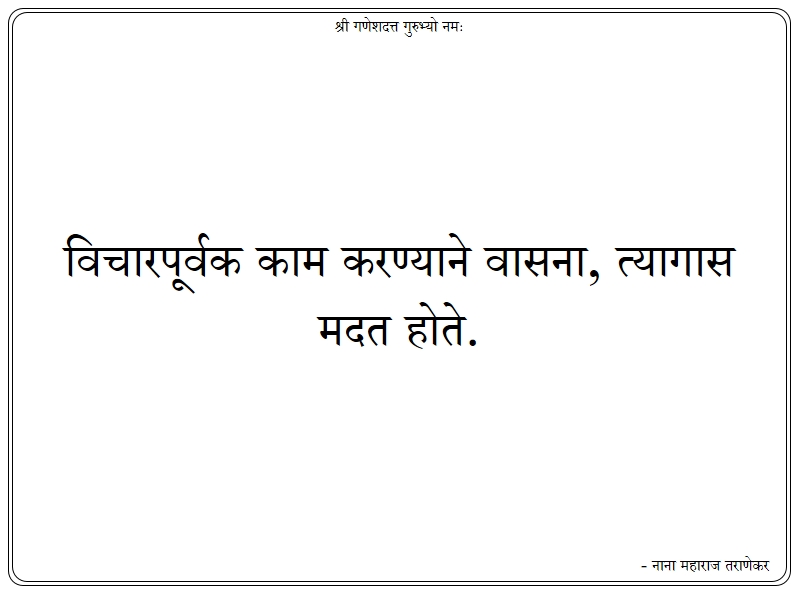 श्री गणेशदत्त गुरुभ्यो नमः
विचारपूर्वक काम करण्याने वासना, त्यागास
मदत होते.
- नाना महाराज तराणेकर